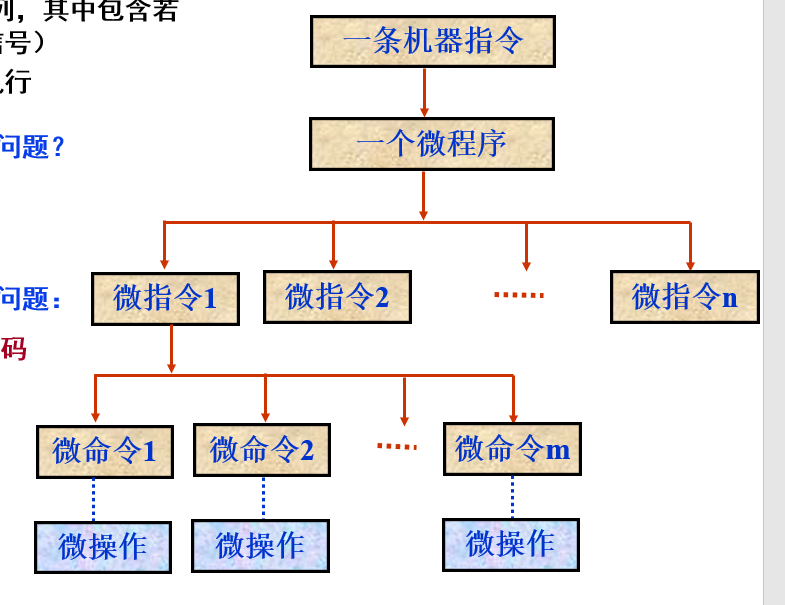 列，其中包含若
信号）
行
问题？
问题：
码
一条机器指令
一个微程序
微指令1
微指令2
……
微指令n
微命令1
微命令2
……
微命令m
微操作
微操作
微操作